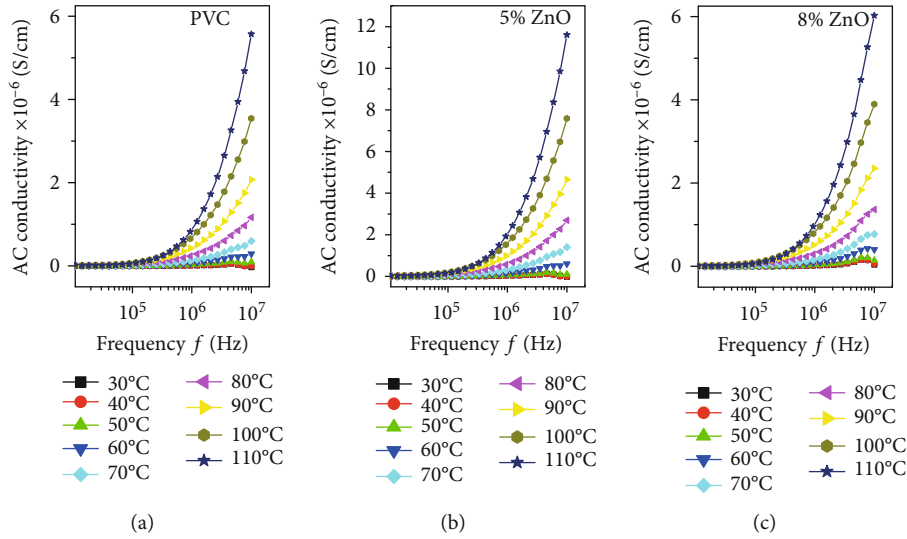 PVC
AC conductivity ×10⁻⁶ (S/cm)
6
4
2
0
10⁵
10⁶
10⁷
Frequency f (Hz)
30°C
40°C
50°C
60°C
70°C
80°C
90°C
100°C
110°C
(a)
5% ZnO
AC conductivity ×10⁻⁶ (S/cm)
12
10
8
6
4
2
0
10⁵
10⁶
10⁷
Frequency f (Hz)
30°C
40°C
50°C
60°C
70°C
80°C
90°C
100°C
110°C
(b)
8% ZnO
AC conductivity ×10⁻⁶ (S/cm)
6
4
2
0
10⁵
10⁶
10⁷
Frequency f (Hz)
30°C
40°C
50°C
60°C
70°C
80°C
90°C
100°C
110°C
(c)